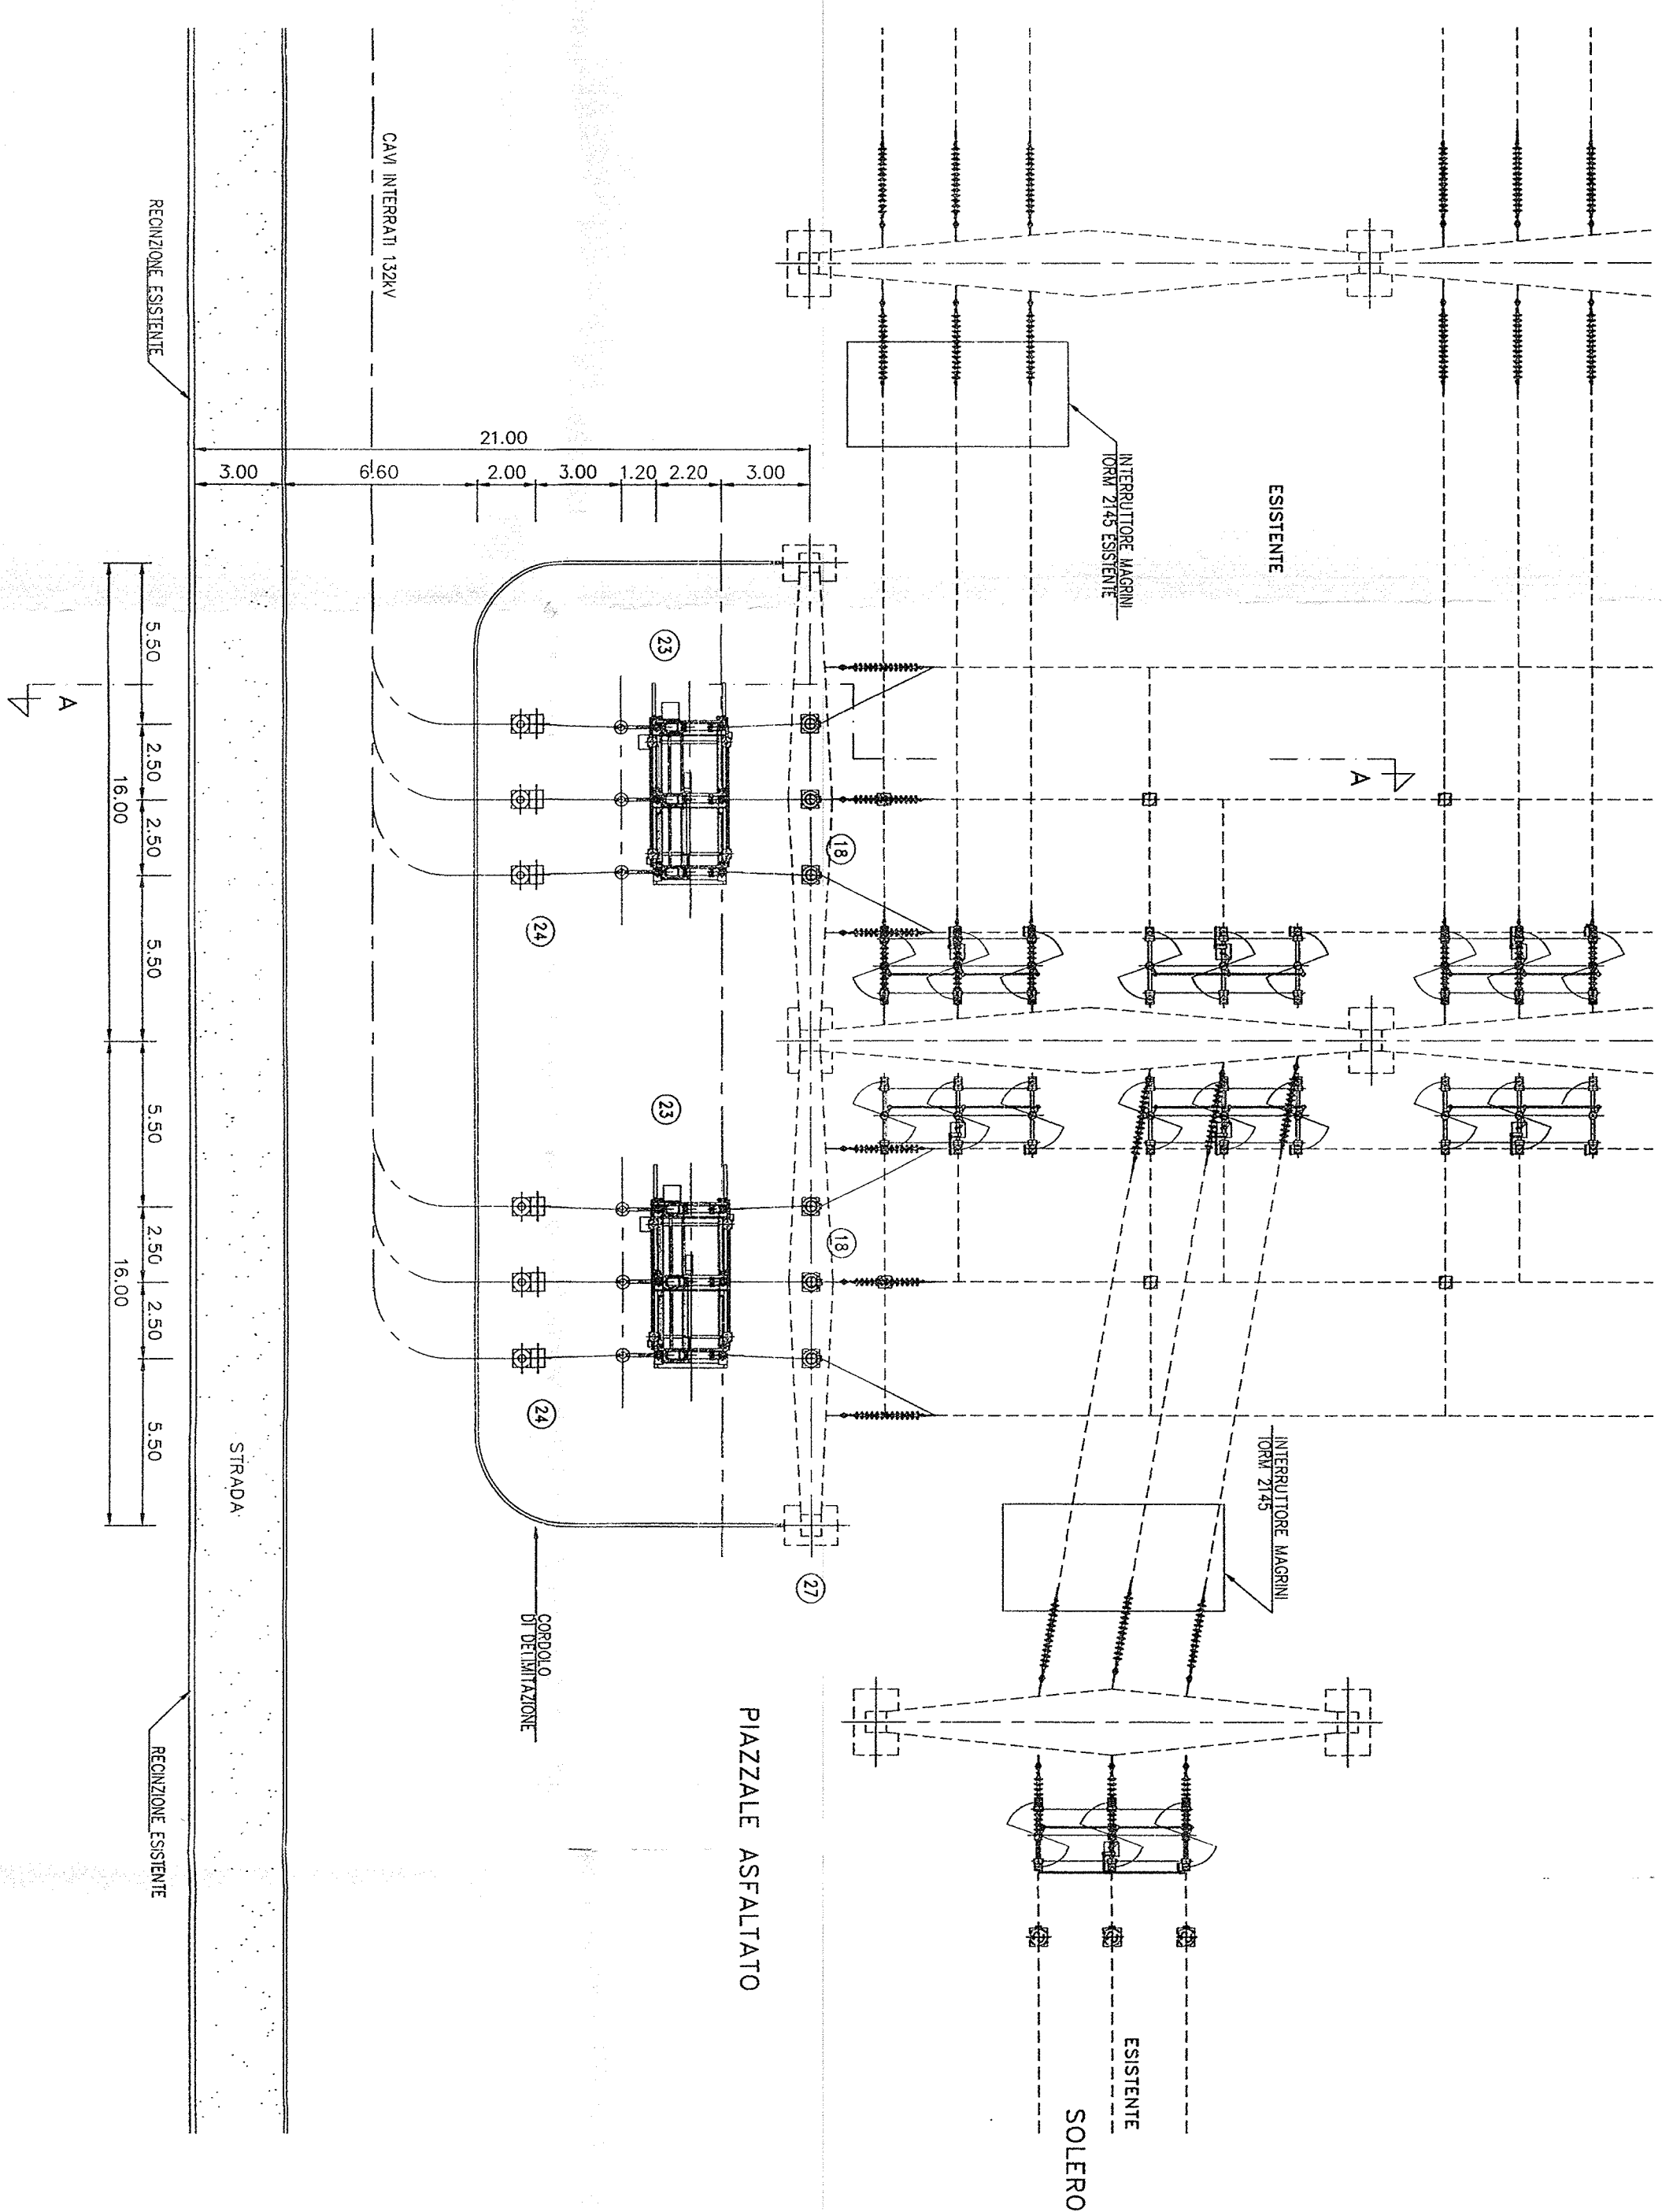 CAVI INTERRATI 132kV
RECINZIONE ESISTENTE
21.00
3.00
6.60
2.00
3.00
1.20
2.20
3.00
INTERRUTTORE MAGRINI
IORM 2145 ESISTENTE
ESISTENTE
A
A
5.50
2.50
2.50
5.50
16.00
5.50
2.50
2.50
5.50
16.00
23
18
24
23
18
24
27
STRADA
INTERRUTTORE MAGRINI
IORM 2145
CORDOLO
DI DELIMITAZIONE
PIAZZALE ASFALTATO
RECINZIONE ESISTENTE
ESISTENTE
SOLERO